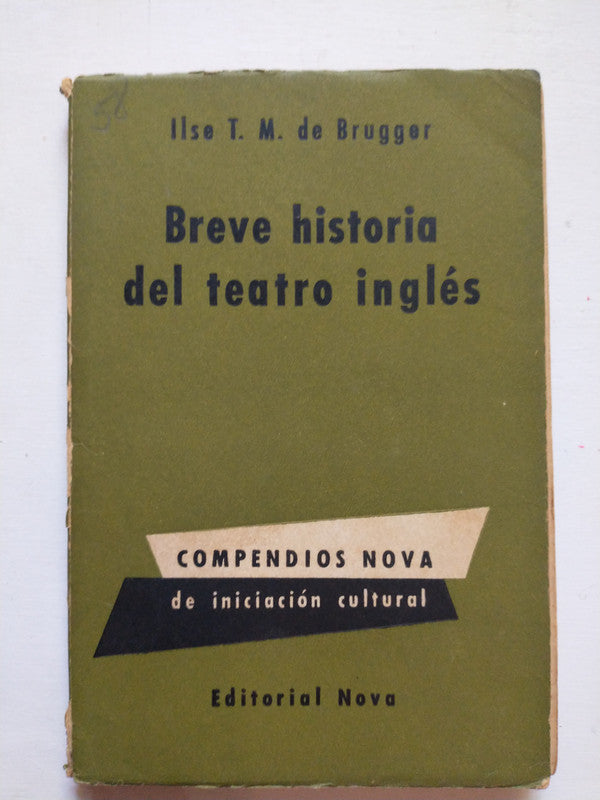 Ilse T. M. de Brugger
Breve historia
del teatro inglés
COMPENDIOS NOVA
de iniciación cultural
Editorial Nova